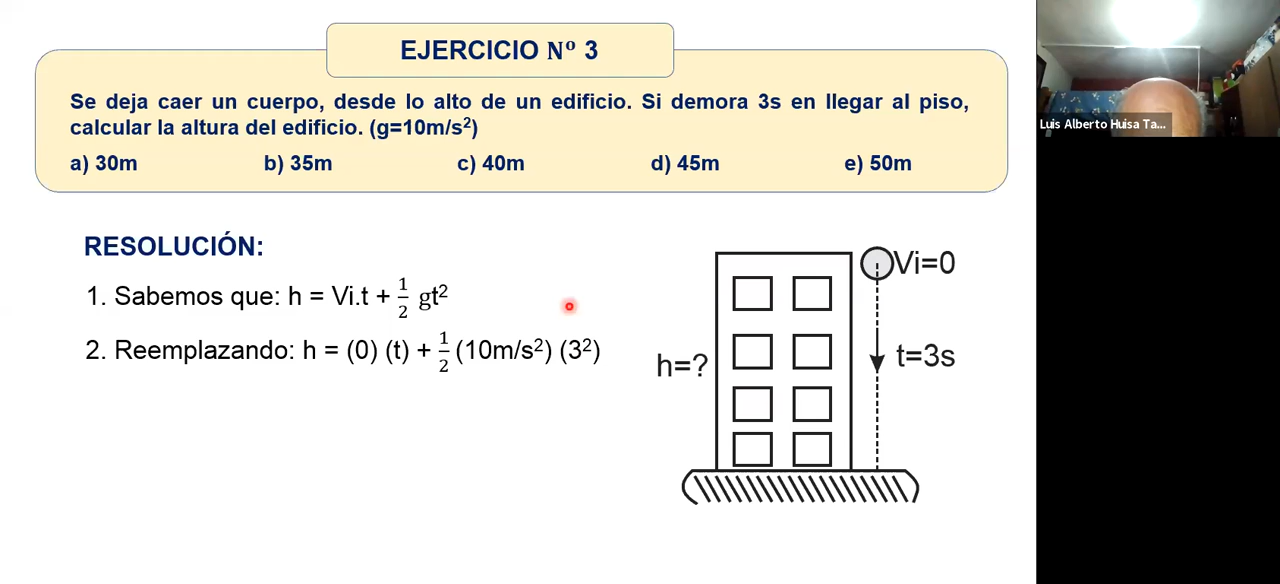 EJERCICIO Nº 3
Se deja caer un cuerpo, desde lo alto de un edificio. Si demora 3s en llegar al piso,
calcular la altura del edificio. (g=10m/s²)
a) 30m b) 35m c) 40m d) 45m e) 50m
RESOLUCIÓN:
1. Sabemos que: h = Vi.t + 1/2 gt²
2. Reemplazando: h = (0) (t) + 1/2 (10m/s²) (3²)
Vi=0
h=?
t=3s
Luis Alberto Huisa Ta...